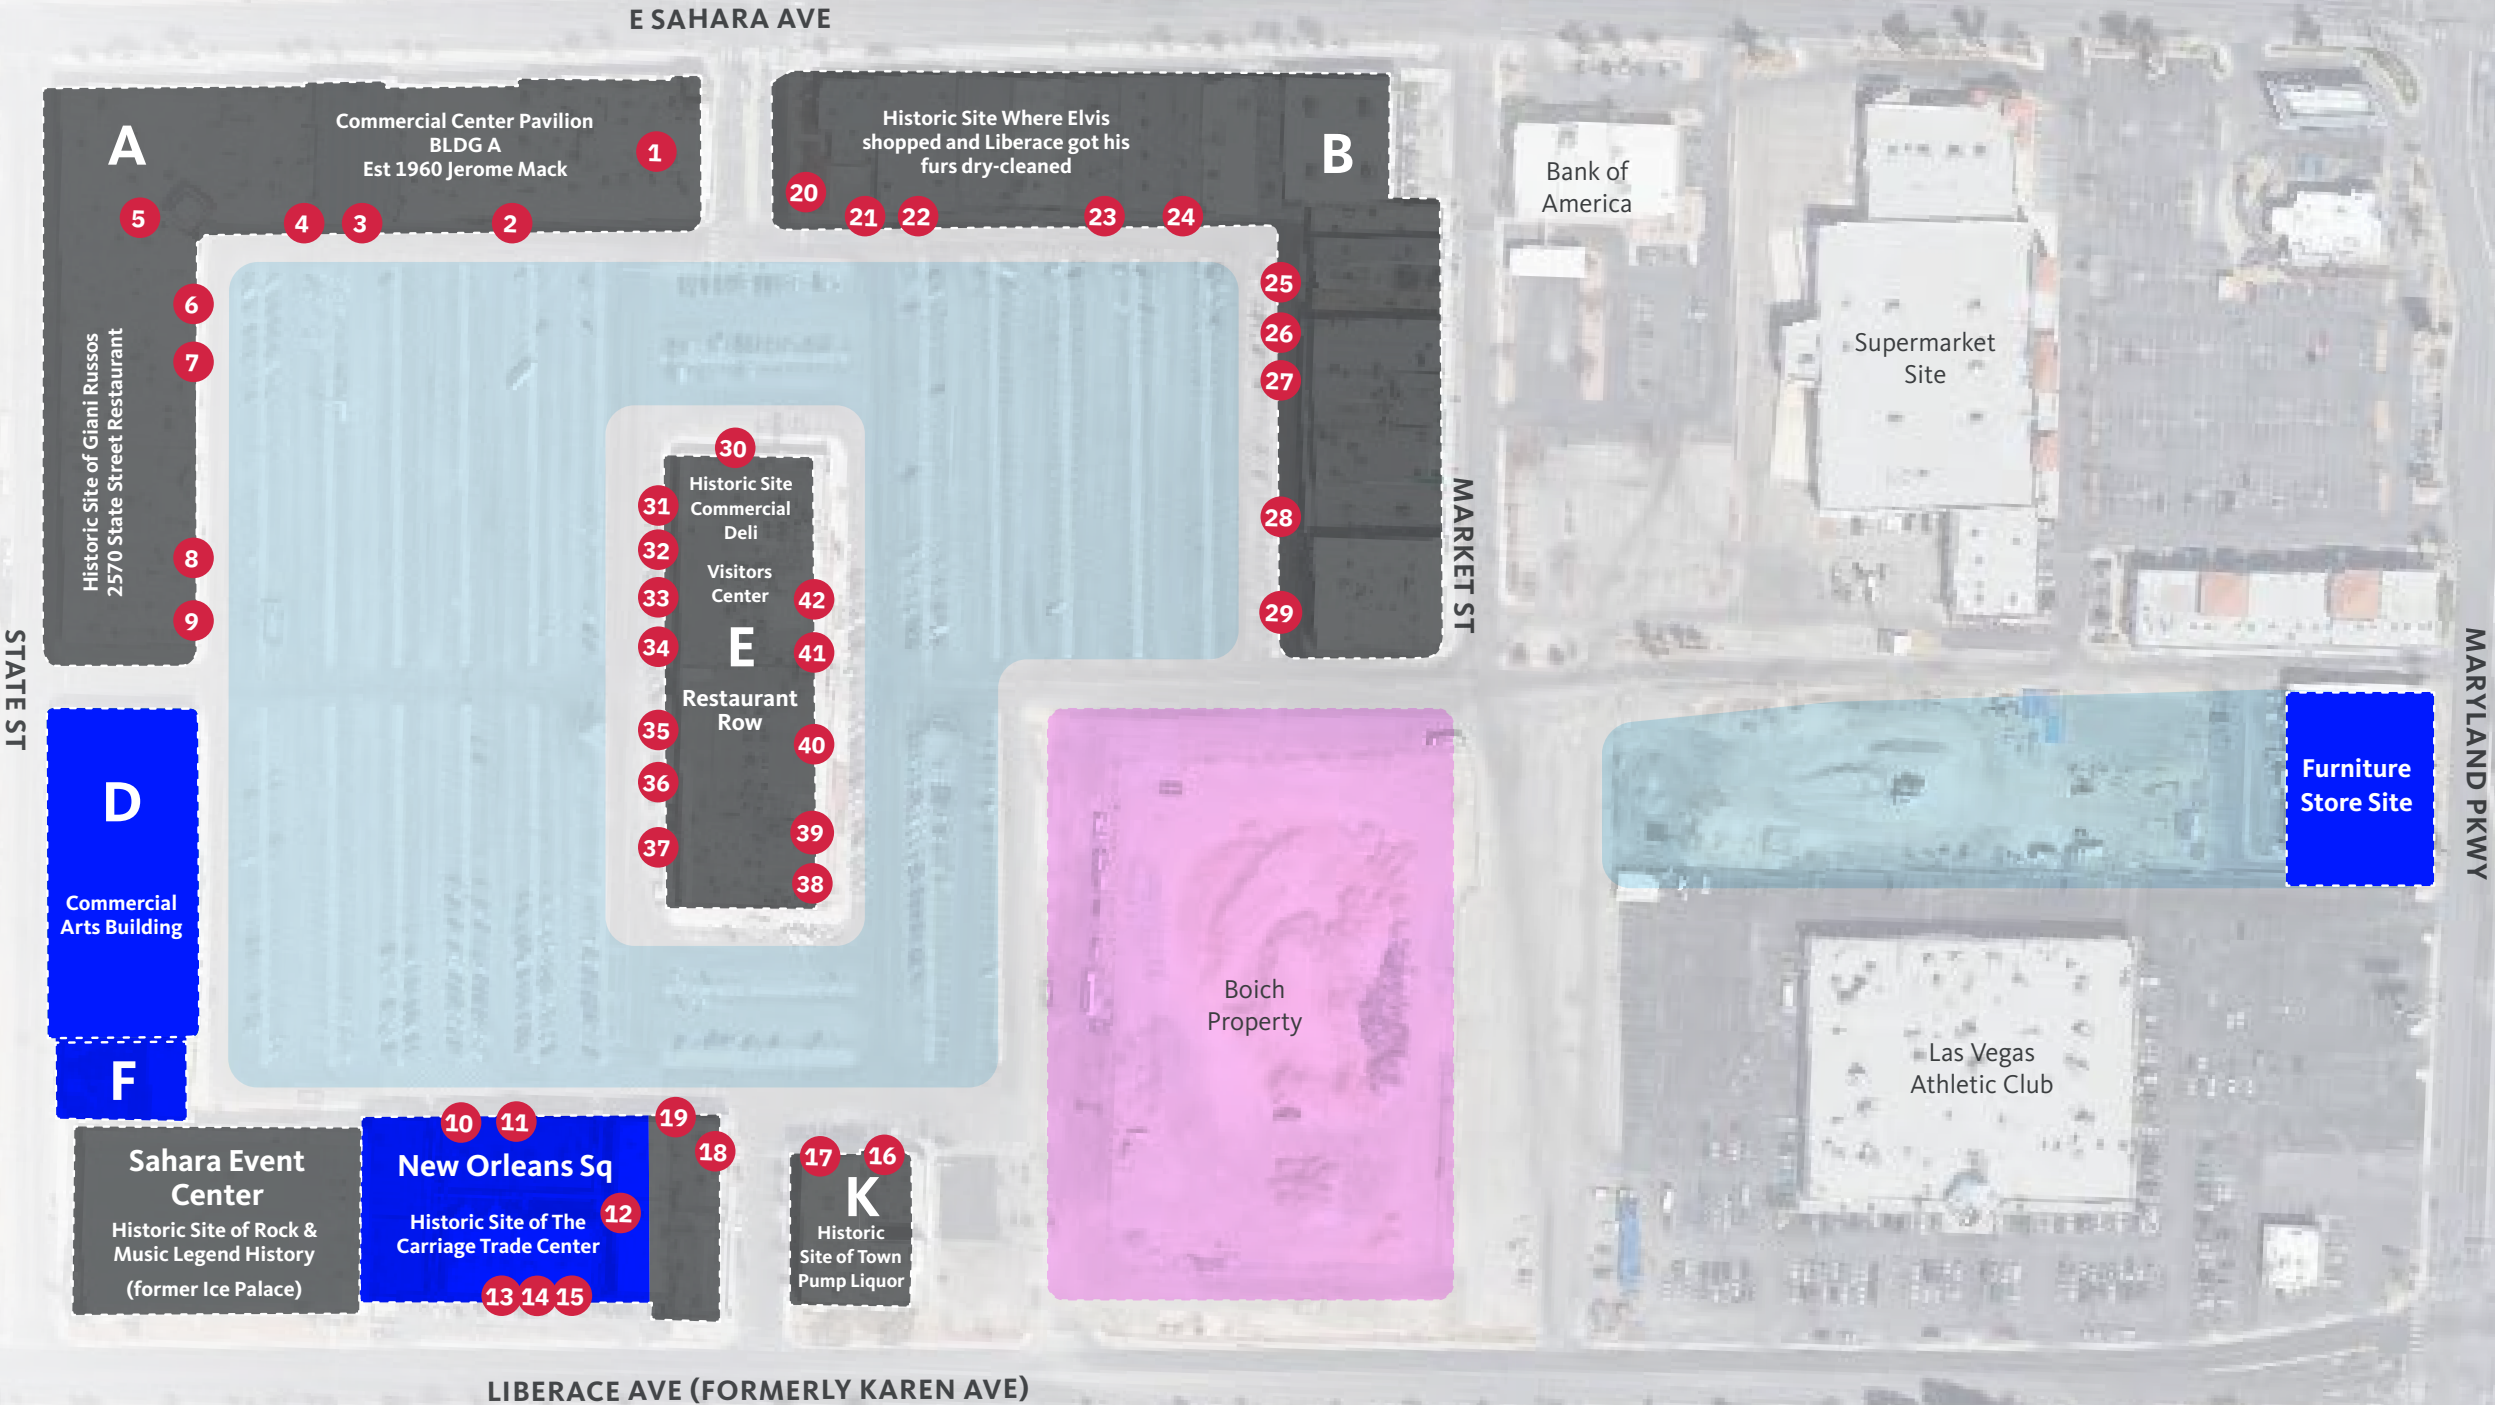 E SAHARA AVE
A
Commercial Center Pavilion
BLDG A
Est 1960 Jerome Mack
1
2
3
4
5
6
7
8
9
Historic Site of Giani Russos
2570 State Street Restaurant
Historic Site Where Elvis
shopped and Liberace got his
furs dry-cleaned
B
20
21
22
23
24
25
26
27
28
29
Bank of
America
Supermarket
Site
MARKET ST
30
Historic Site
Commercial
Deli
Visitors
Center
E
Restaurant
Row
31
32
33
34
35
36
37
42
41
40
39
38
STATE ST
D
Commercial
Arts Building
F
Boich
Property
Furniture
Store Site
MARYLAND PKWY
Las Vegas
Athletic Club
Sahara Event
Center
Historic Site of Rock &
Music Legend History
(former Ice Palace)
10
11
New Orleans Sq
12
Historic Site of The
Carriage Trade Center
13
14
15
19
18
17
16
K
Historic
Site of Town
Pump Liquor
LIBERACE AVE (FORMERLY KAREN AVE)